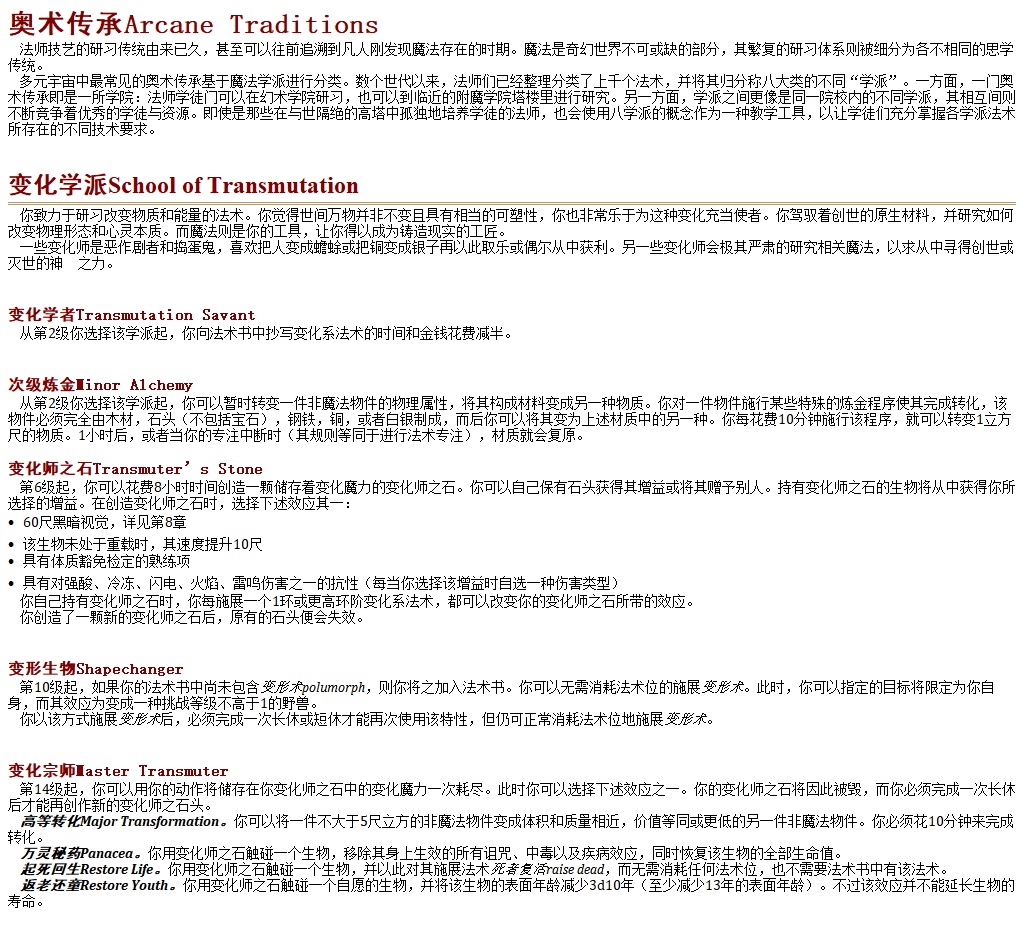 奥术传承Arcane Traditions
法师技艺的研习传统由来已久，甚至可以往前追溯到凡人刚发现魔法存在的时期。魔法是奇幻世界不可或缺的部分，其繁复的研习体系则被细分为各不相同的思学
传统。
多元宇宙中最常见的奥术传承基于魔法学派进行分类。数个世代以来，法师们已经整理分类了上千个法术，并将其归分称八大类的不同“学派”。一方面，一门奥
术传承即是一所学院：法师学徒门可以在幻术学院研习，也可以到临近的附魔学院塔楼里进行研究。另一方面，学派之间更像是同一院校内的不同学派，其相互间则
不断竞争着优秀的学徒与资源。即使是那些在与世隔绝的高塔中孤独地培养学徒的法师，也会使用八学派的概念作为一种教学工具，以让学徒们充分掌握各学派法术
所存在的不同技术要求。
变化学派School of Transmutation
你致力于研习改变物质和能量的法术。你觉得世间万物并非不变且具有相当的可塑性，你也非常乐于为这种变化充当使者。你驾驭着创世的原生材料，并研究如何
改变物理形态和心灵本质。而魔法则是你的工具，让你得以成为铸造现实的工匠。
一些变化师是恶作剧者和捣蛋鬼，喜欢把人变成蟾蜍或把铜变成银子再以此取乐或偶尔从中获利。另一些变化师会极其严肃的研究相关魔法，以求从中寻得创世或
灭世的神　之力。
变化学者Transmutation Savant
从第2级你选择该学派起，你向法术书中抄写变化系法术的时间和金钱花费减半。
次级炼金Minor Alchemy
从第2级你选择该学派起，你可以暂时转变一件非魔法物件的物理属性，将其构成材料变成另一种物质。你对一件物件施行某些特殊的炼金程序使其完成转化，该
物件必须完全由木材，石头（不包括宝石），钢铁，铜，或者白银制成，而后你可以将其变为上述材质中的另一种。你每花费10分钟施行该程序，就可以转变1立方
尺的物质。1小时后，或者当你的专注中断时（其规则等同于进行法术专注），材质就会复原。
变化师之石Transmuter’s Stone
第6级起，你可以花费8小时时间创造一颗储存着变化魔力的变化师之石。你可以自己保有石头获得其增益或将其赠予别人。持有变化师之石的生物将从中获得你所
选择的增益。在创造变化师之石时，选择下述效应其一：
• 60尺黑暗视觉，详见第8章
• 该生物未处于重载时，其速度提升10尺
• 具有体质豁免检定的熟练项
• 具有对强酸、冷冻、闪电、火焰、雷鸣伤害之一的抗性（每当你选择该增益时自选一种伤害类型）
你自己持有变化师之石时，你每施展一个1环或更高环阶变化系法术，都可以改变你的变化师之石所带的效应。
你创造了一颗新的变化师之石后，原有的石头便会失效。
变形生物Shapechanger
第10级起，如果你的法术书中尚未包含变形术polumorph，则你将之加入法术书。你可以无需消耗法术位的施展变形术。此时，你可以指定的目标将限定为你自
身，而其效应为变成一种挑战等级不高于1的野兽。
你以该方式施展变形术后，必须完成一次长休或短休才能再次使用该特性，但仍可正常消耗法术位地施展变形术。
变化宗师Master Transmuter
第14级起，你可以用你的动作将储存在你变化师之石中的变化魔力一次耗尽。此时你可以选择下述效应之一。你的变化师之石将因此被毁，而你必须完成一次长休
后才能再创作新的变化师之石头。
高等转化Major Transformation。你可以将一件不大于5尺立方的非魔法物件变成体积和质量相近，价值等同或更低的另一件非魔法物件。你必须花10分钟来完成
转化。
万灵秘药Panacea。你用变化师之石触碰一个生物，移除其身上生效的所有诅咒、中毒以及疾病效应，同时恢复该生物的全部生命值。
起死回生Restore Life。你用变化师之石触碰一个生物，并以此对其施展法术死者复活raise dead，而无需消耗任何法术位，也不需要法术书中有该法术。
返老还童Restore Youth。你用变化师之石触碰一个自愿的生物，并将该生物的表面年龄减少3d10年（至少减少13年的表面年龄）。不过该效应并不能延长生物的
寿命。